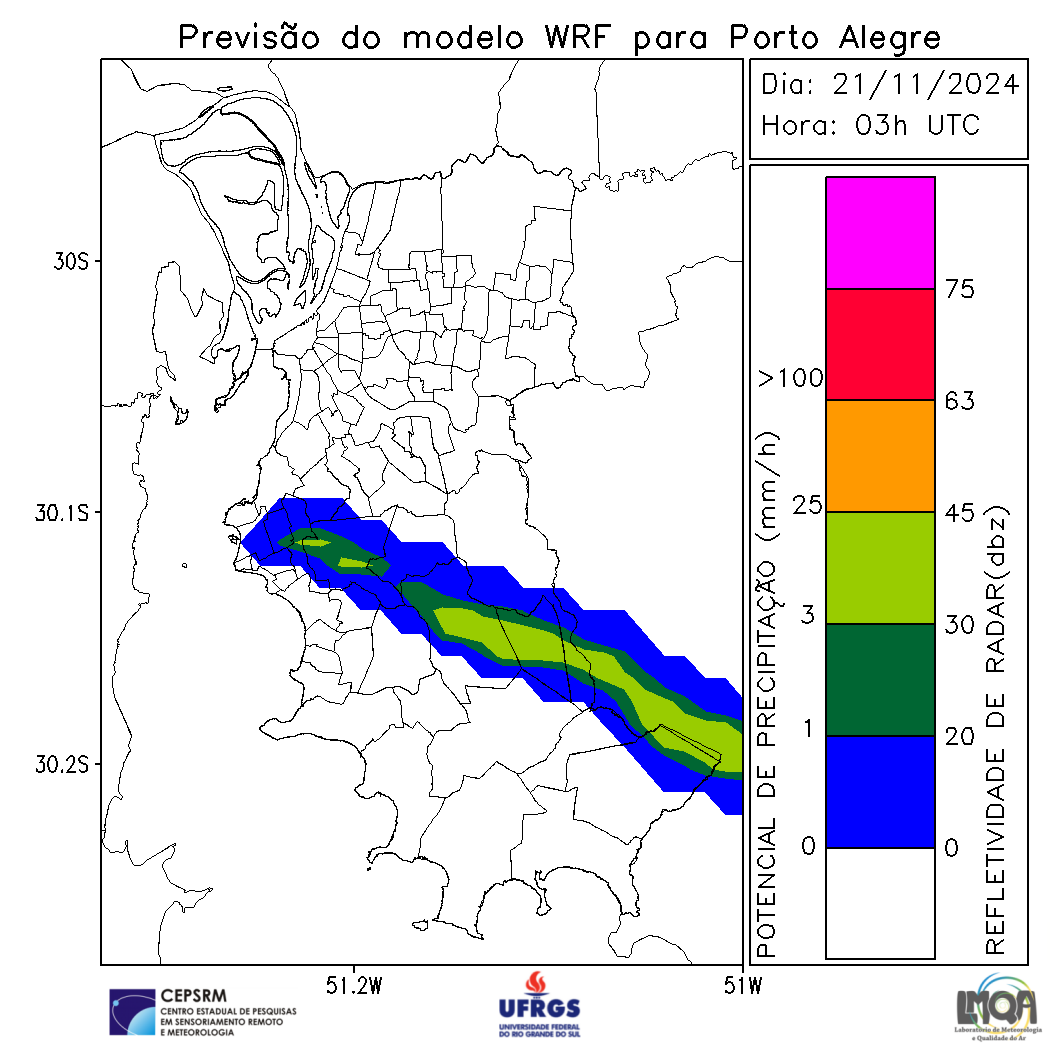 Previsão do modelo WRF para Porto Alegre
Dia: 21/11/2024
Hora: 03h UTC
30S
30.1S
30.2S
51.2W
51W
POTENCIAL DE PRECIPITAÇÃO (mm/h)
>100
25
3
1
0
75
63
45
30
20
0
REFLETIVIDADE DE RADAR(dbz)
CEPSRM
CENTRO ESTADUAL DE PESQUISAS
EM SENSORIAMENTO REMOTO
E METEOROLOGIA
UFRGS
UNIVERSIDADE FEDERAL
DO RIO GRANDE DO SUL
LMQA
Laboratório de Meteorologia
e Qualidade do Ar